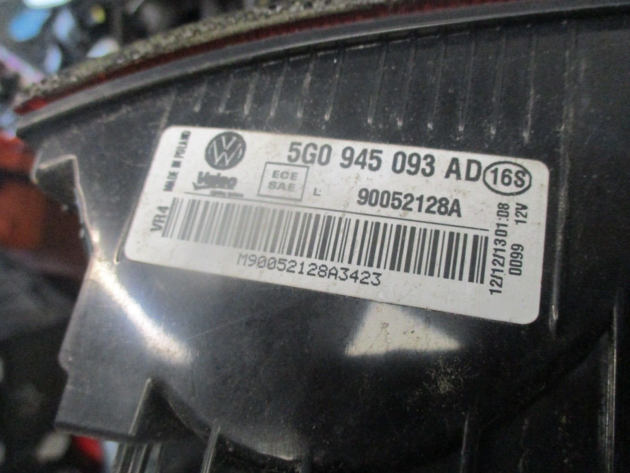 MADE IN POLAND
VW
5G0 945 093 AD 16S
Valeo
ECE
SAE
L
90052128A
VR4
M90052128A3423
12/12/13 01:08
0099 12V